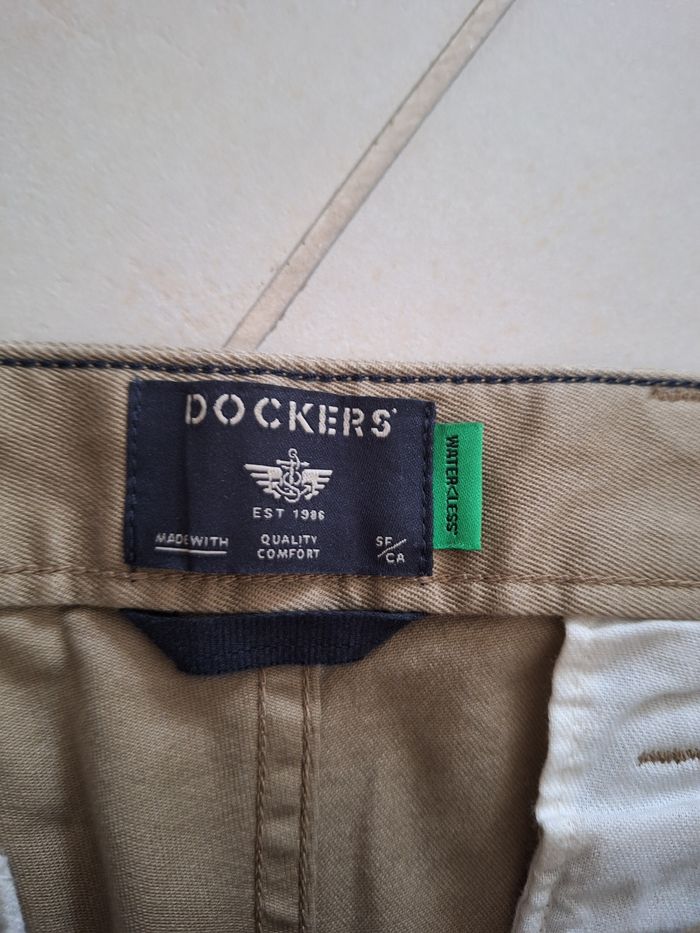 DOCKERS
EST 1986
MADE WITH
QUALITY
COMFORT
SF/
CA
WATER<LESS